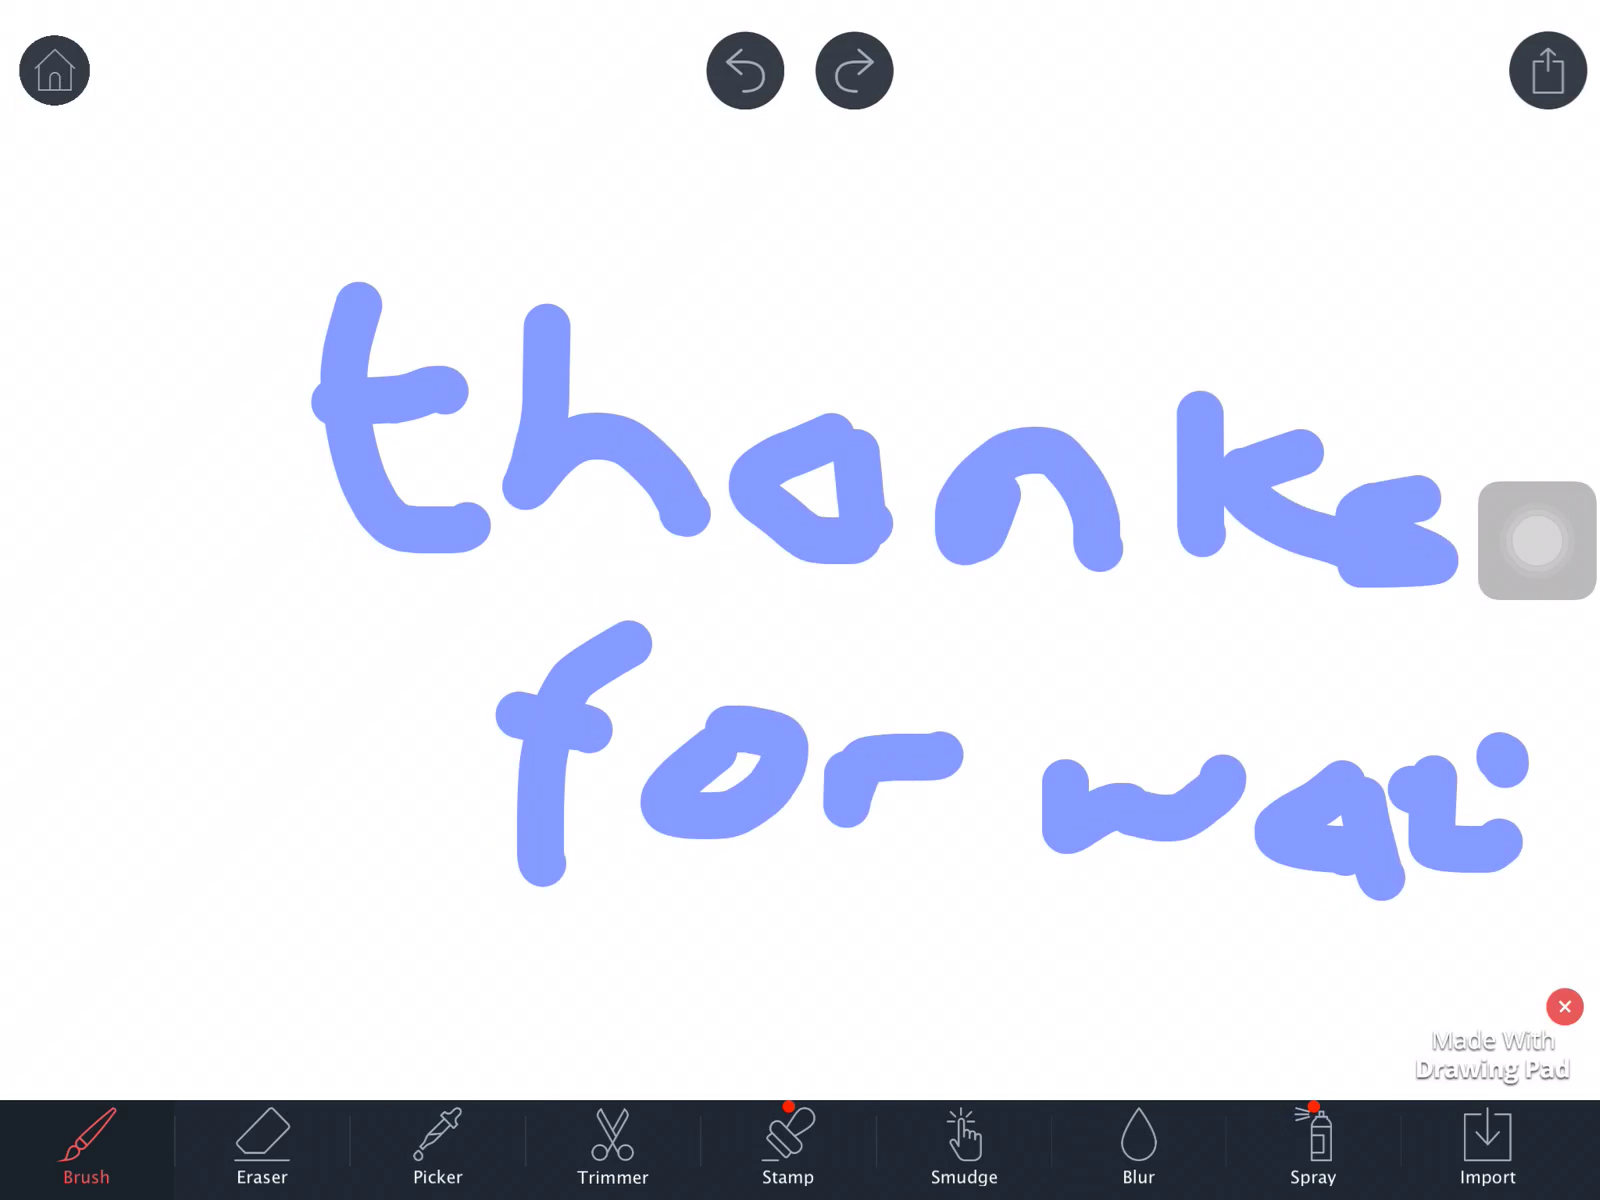 thanks
for wai
Made With
Drawing Pad
Brush Eraser Picker Trimmer Stamp Smudge Blur Spray Import